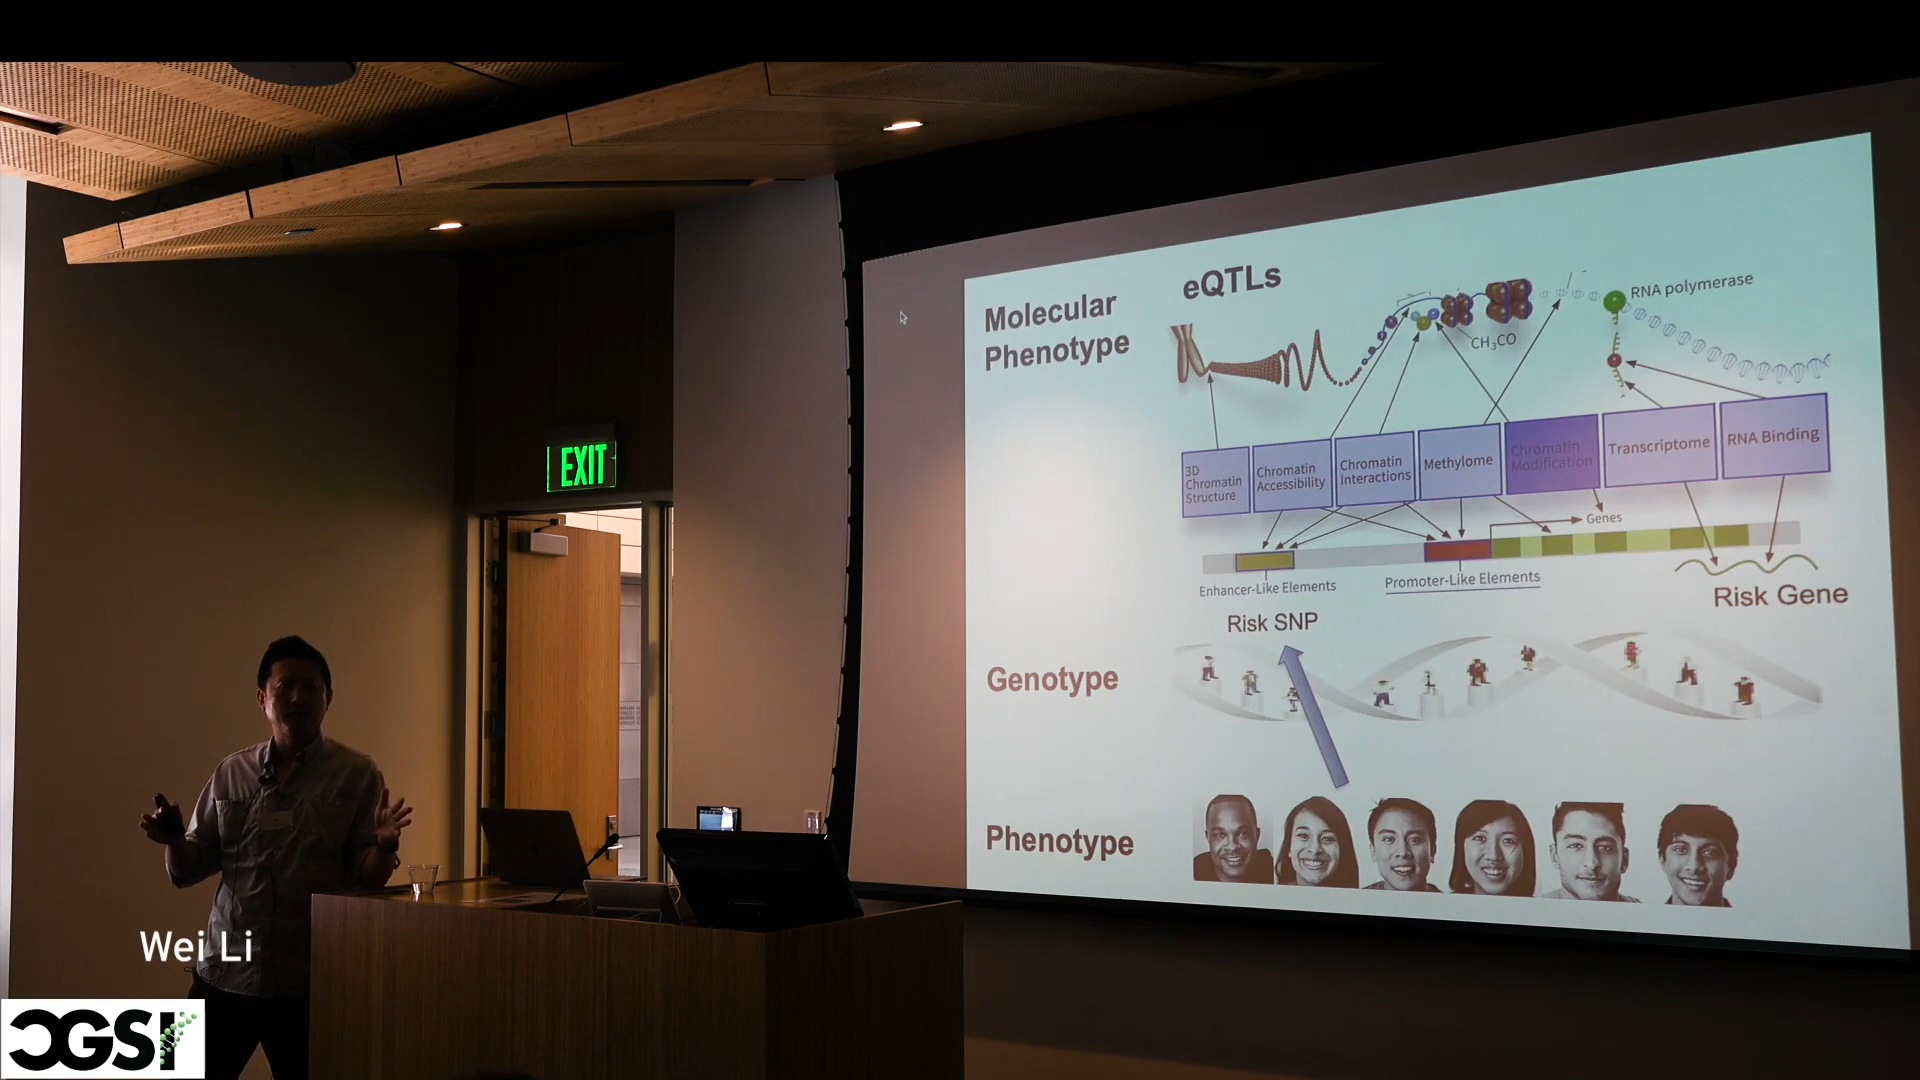 eQTLs
Molecular
Phenotype
RNA polymerase
CH3CO
3D
Chromatin
Structure
Chromatin
Accessibility
Chromatin
Interactions
Methylome
Chromatin
Modification
Transcriptome
RNA Binding
Genes
Enhancer-Like Elements
Promoter-Like Elements
Risk SNP
Risk Gene
Genotype
Phenotype
EXIT
Wei Li
CGSI